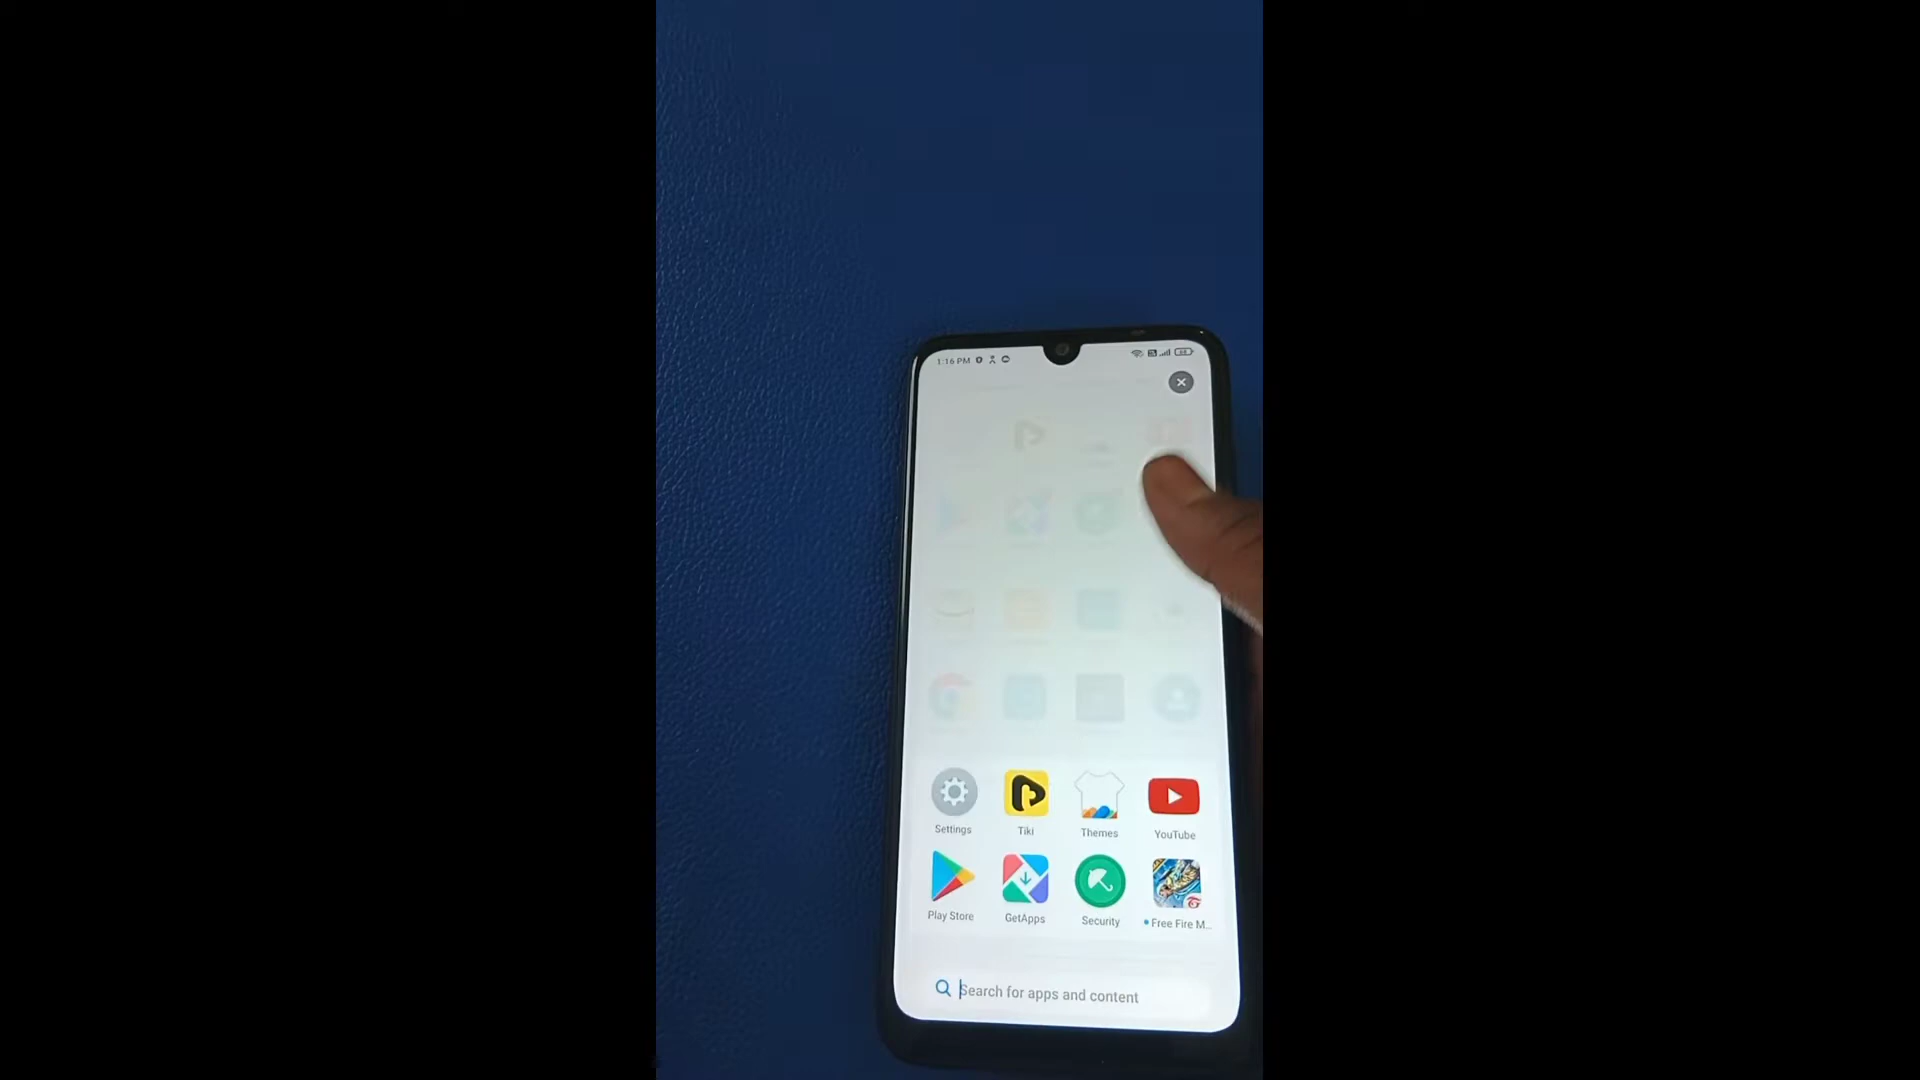 1:16 PM
Settings
Tiki
Themes
YouTube
Play Store
GetApps
Security
Free Fire M...
Search for apps and content